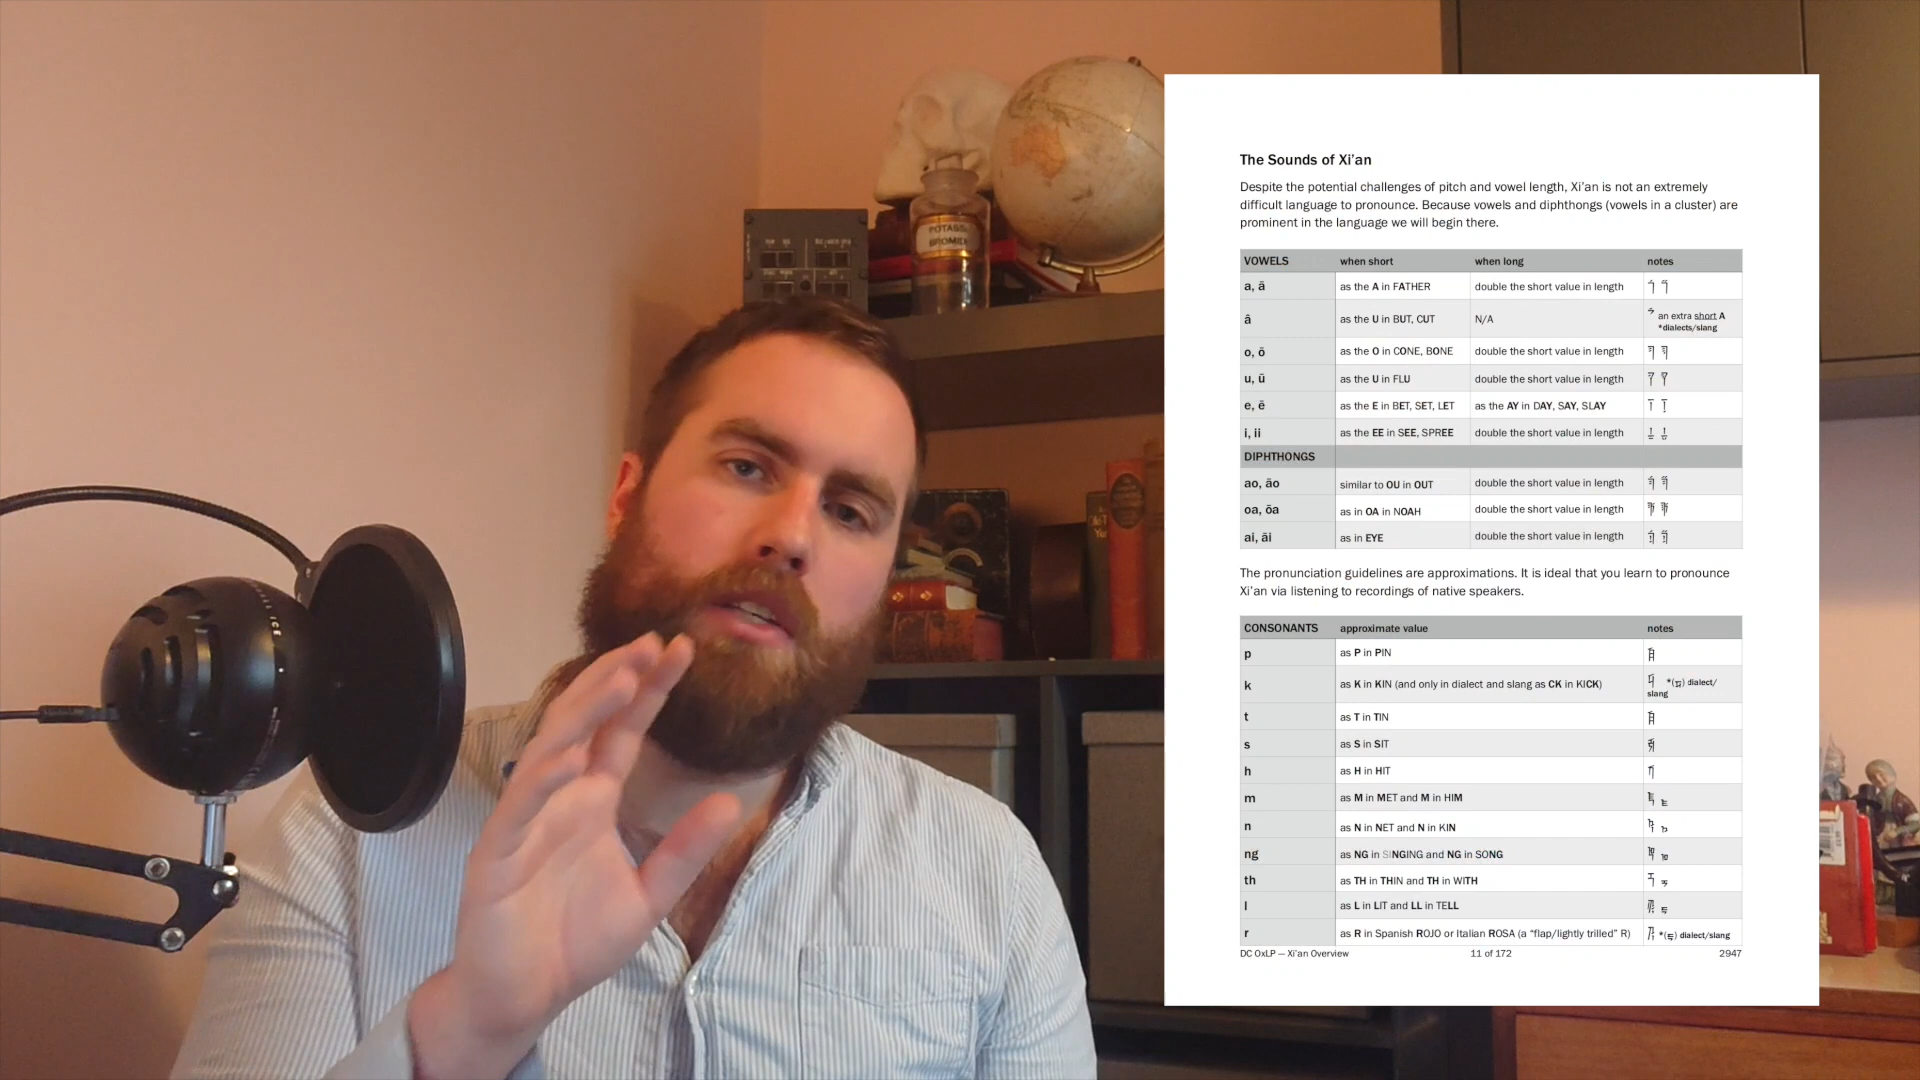 POTASS
BROMID
ICE
The Sounds of Xi'an
Despite the potential challenges of pitch and vowel length, Xi'an is not an extremely
difficult language to pronounce. Because vowels and diphthongs (vowels in a cluster) are
prominent in the language we will begin there.
VOWELS when short when long notes
a, ā as the A in FATHER double the short value in length
â as the U in BUT, CUT N/A an extra short A
*dialects/slang
o, ō as the O in CONE, BONE double the short value in length
u, ū as the U in FLU double the short value in length
e, ē as the E in BET, SET, LET as the AY in DAY, SAY, SLAY
i, ii as the EE in SEE, SPREE double the short value in length
DIPHTHONGS
ao, āo similar to OU in OUT double the short value in length
oa, ōa as in OA in NOAH double the short value in length
ai, āi as in EYE double the short value in length
The pronunciation guidelines are approximations. It is ideal that you learn to pronounce
Xi'an via listening to recordings of native speakers.
CONSONANTS approximate value notes
p as P in PIN
k as K in KIN (and only in dialect and slang as CK in KICK) *( ) dialect/
slang
t as T in TIN
s as S in SIT
h as H in HIT
m as M in MET and M in HIM
n as N in NET and N in KIN
ng as NG in SINGING and NG in SONG
th as TH in THIN and TH in WITH
l as L in LIT and LL in TELL
r as R in Spanish ROJO or Italian ROSA (a “flap/lightly trilled” R) *( ) dialect/slang
DC OxLP — Xi'an Overview 11 of 172 2947